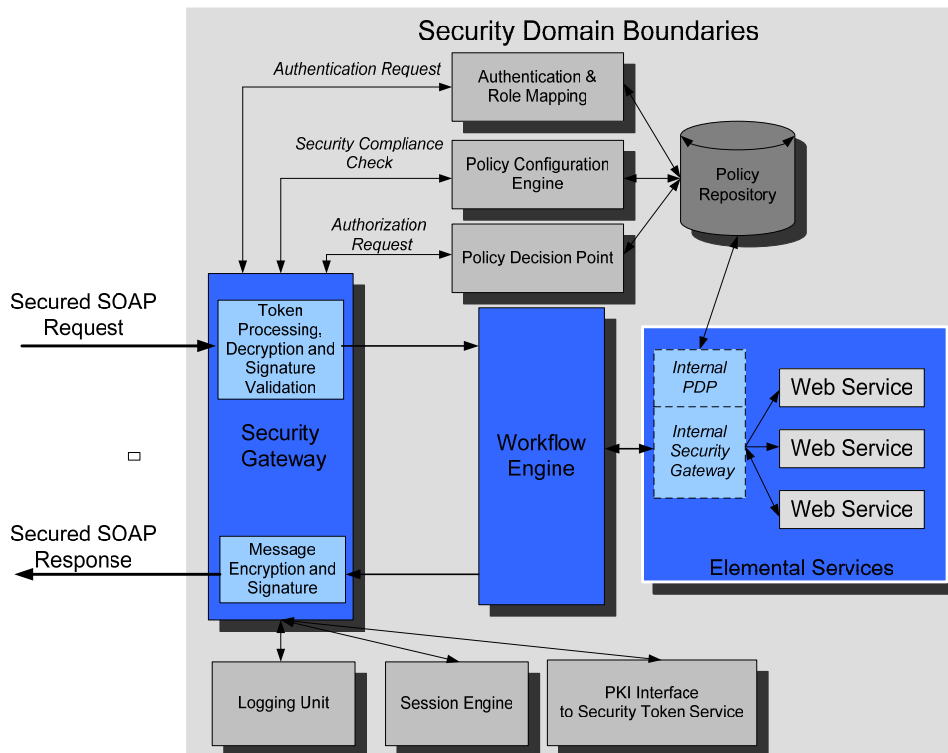 Security Domain Boundaries
Authentication Request
Authentication &
Role Mapping
Security Compliance
Check
Policy Configuration
Engine
Policy
Repository
Authorization
Request
Policy Decision Point
Secured SOAP
Request
Token
Processing,
Decryption and
Signature
Validation
Security
Gateway
Workflow
Engine
Internal
PDP
Internal
Security
Gateway
Web Service
Web Service
Web Service
Elemental Services
Secured SOAP
Response
Message
Encryption and
Signature
Logging Unit
Session Engine
PKI Interface
to Security Token Service